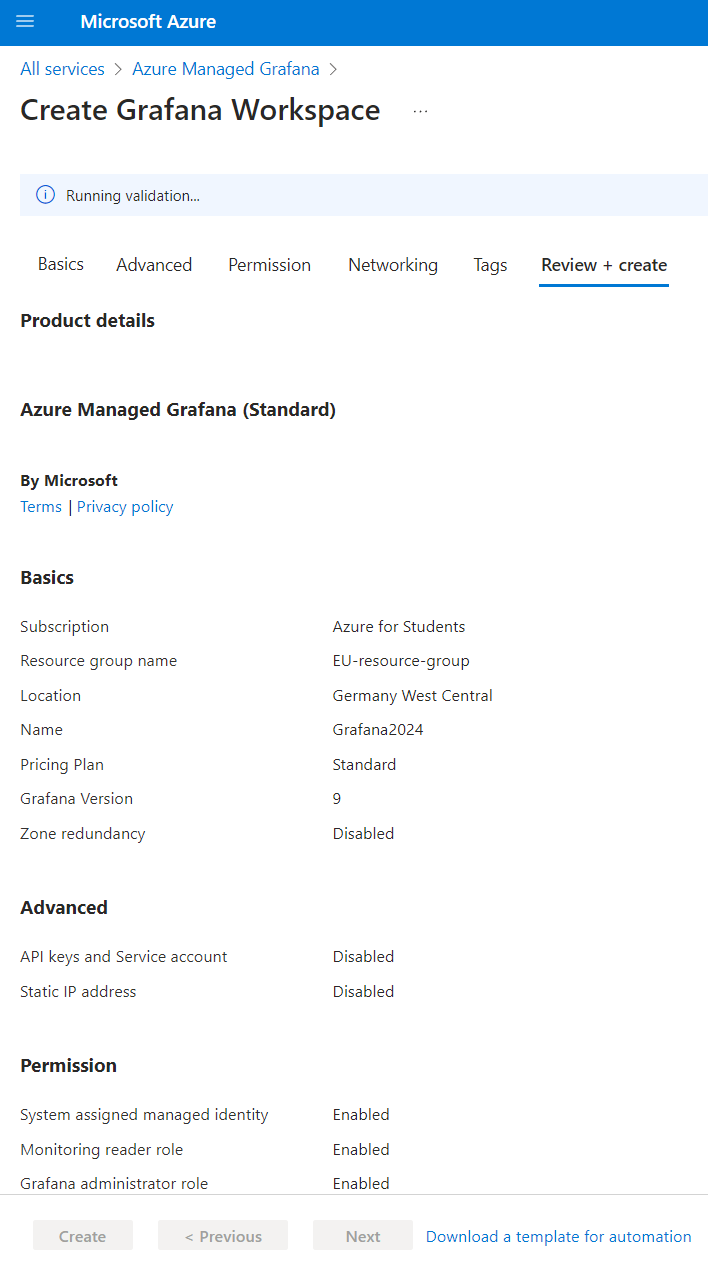 Microsoft Azure
All services > Azure Managed Grafana >
Create Grafana Workspace ...
Running validation...
Basics Advanced Permission Networking Tags Review + create
Product details
Azure Managed Grafana (Standard)
By Microsoft
Terms | Privacy policy
Basics
Subscription Azure for Students
Resource group name EU-resource-group
Location Germany West Central
Name Grafana2024
Pricing Plan Standard
Grafana Version 9
Zone redundancy Disabled
Advanced
API keys and Service account Disabled
Static IP address Disabled
Permission
System assigned managed identity Enabled
Monitoring reader role Enabled
Grafana administrator role Enabled
Create < Previous Next Download a template for automation